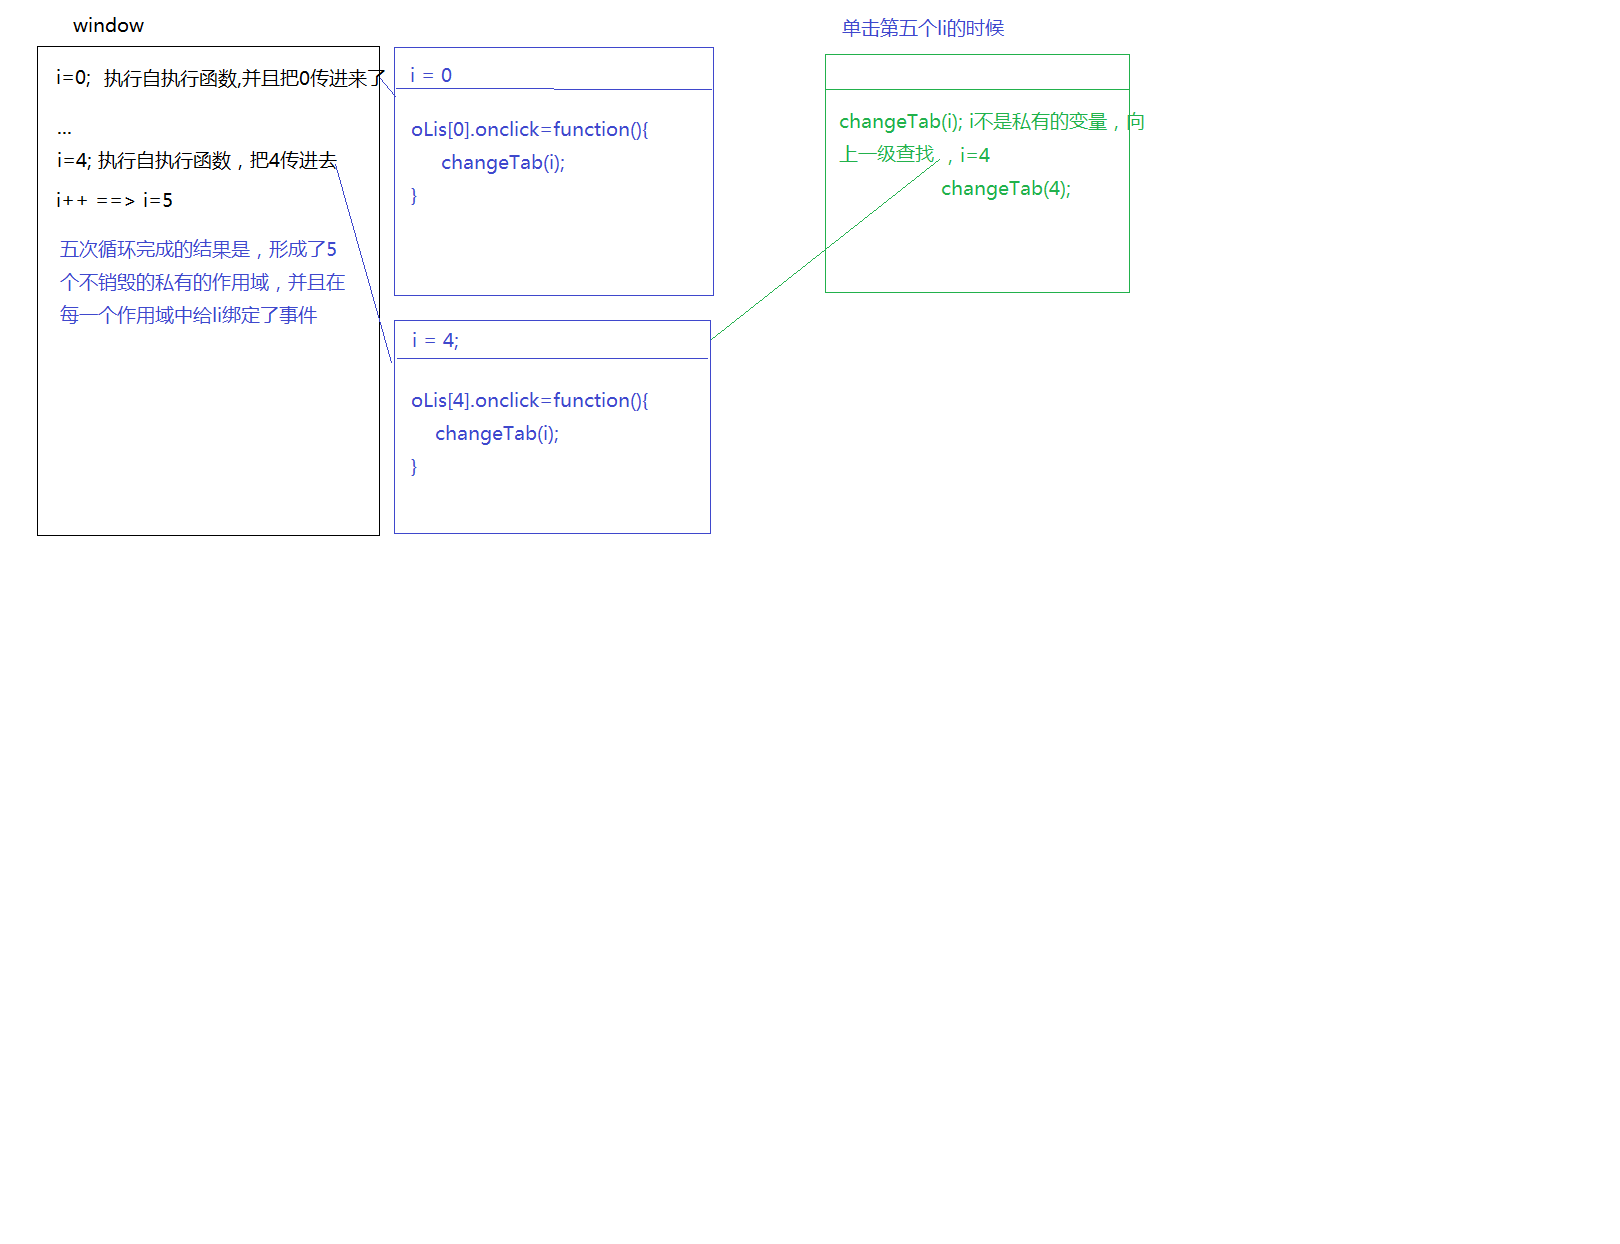 window
i=0; 执行自执行函数,并且把0传进来了
...
i=4; 执行自执行函数，把4传进去
i++ ==> i=5
五次循环完成的结果是，形成了5
个不销毁的私有的作用域，并且在
每一个作用域中给li绑定了事件
i = 0
oLis[0].onclick=function(){
changeTab(i);
}
i = 4;
oLis[4].onclick=function(){
changeTab(i);
}
单击第五个li的时候
changeTab(i); i不是私有的变量，向
上一级查找，i=4
changeTab(4);